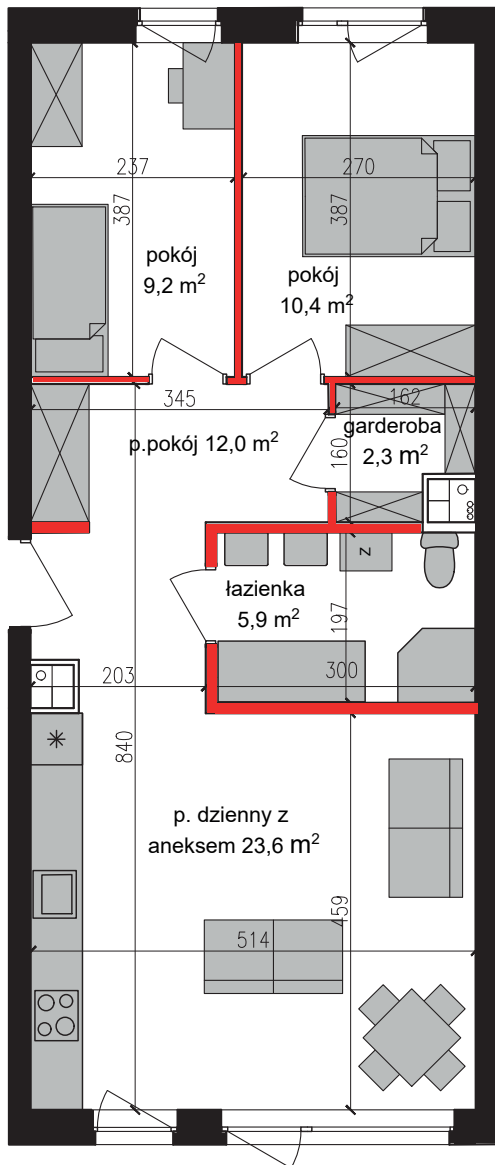 237
270
387
387
pokój
9,2 m²
pokój
10,4 m²
345
162
p.pokój 12,0 m²
garderoba
2,3 m²
160
z
łazienka
5,9 m²
197
203
300
840
p. dzienny z
aneksem 23,6 m²
459
514